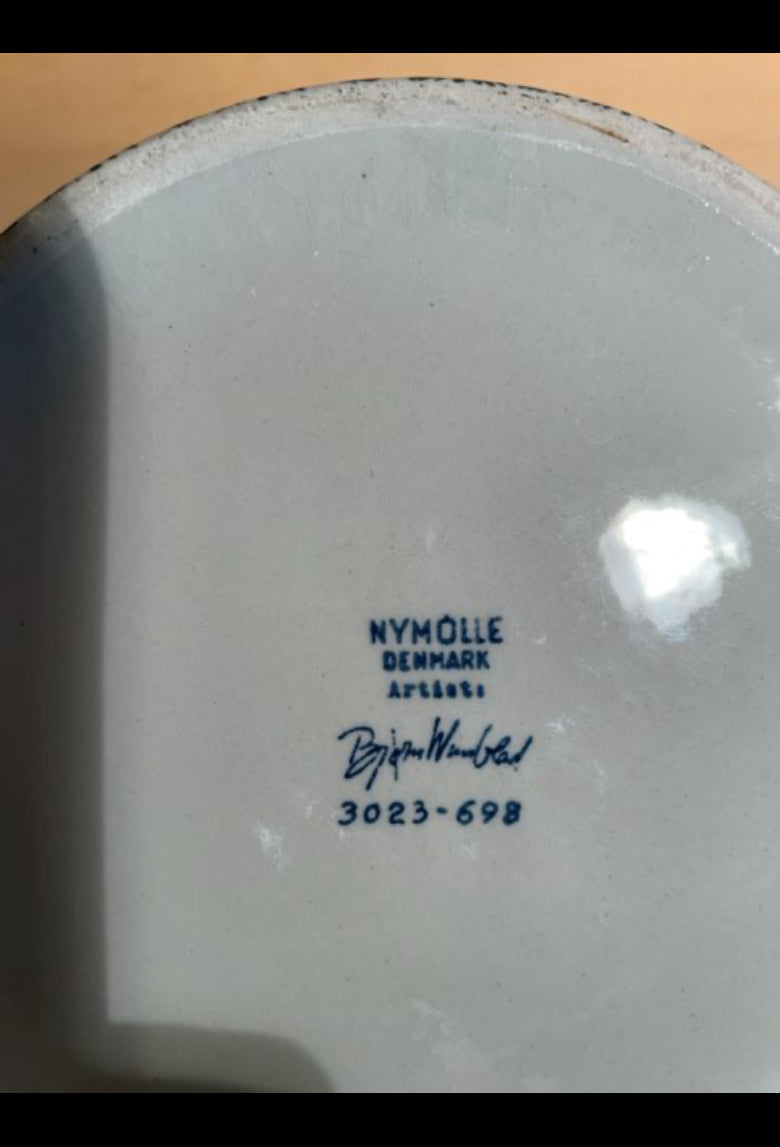 NYMÖLLE
DENMARK
Artist:
Bjørn Wiinblad
3023-698